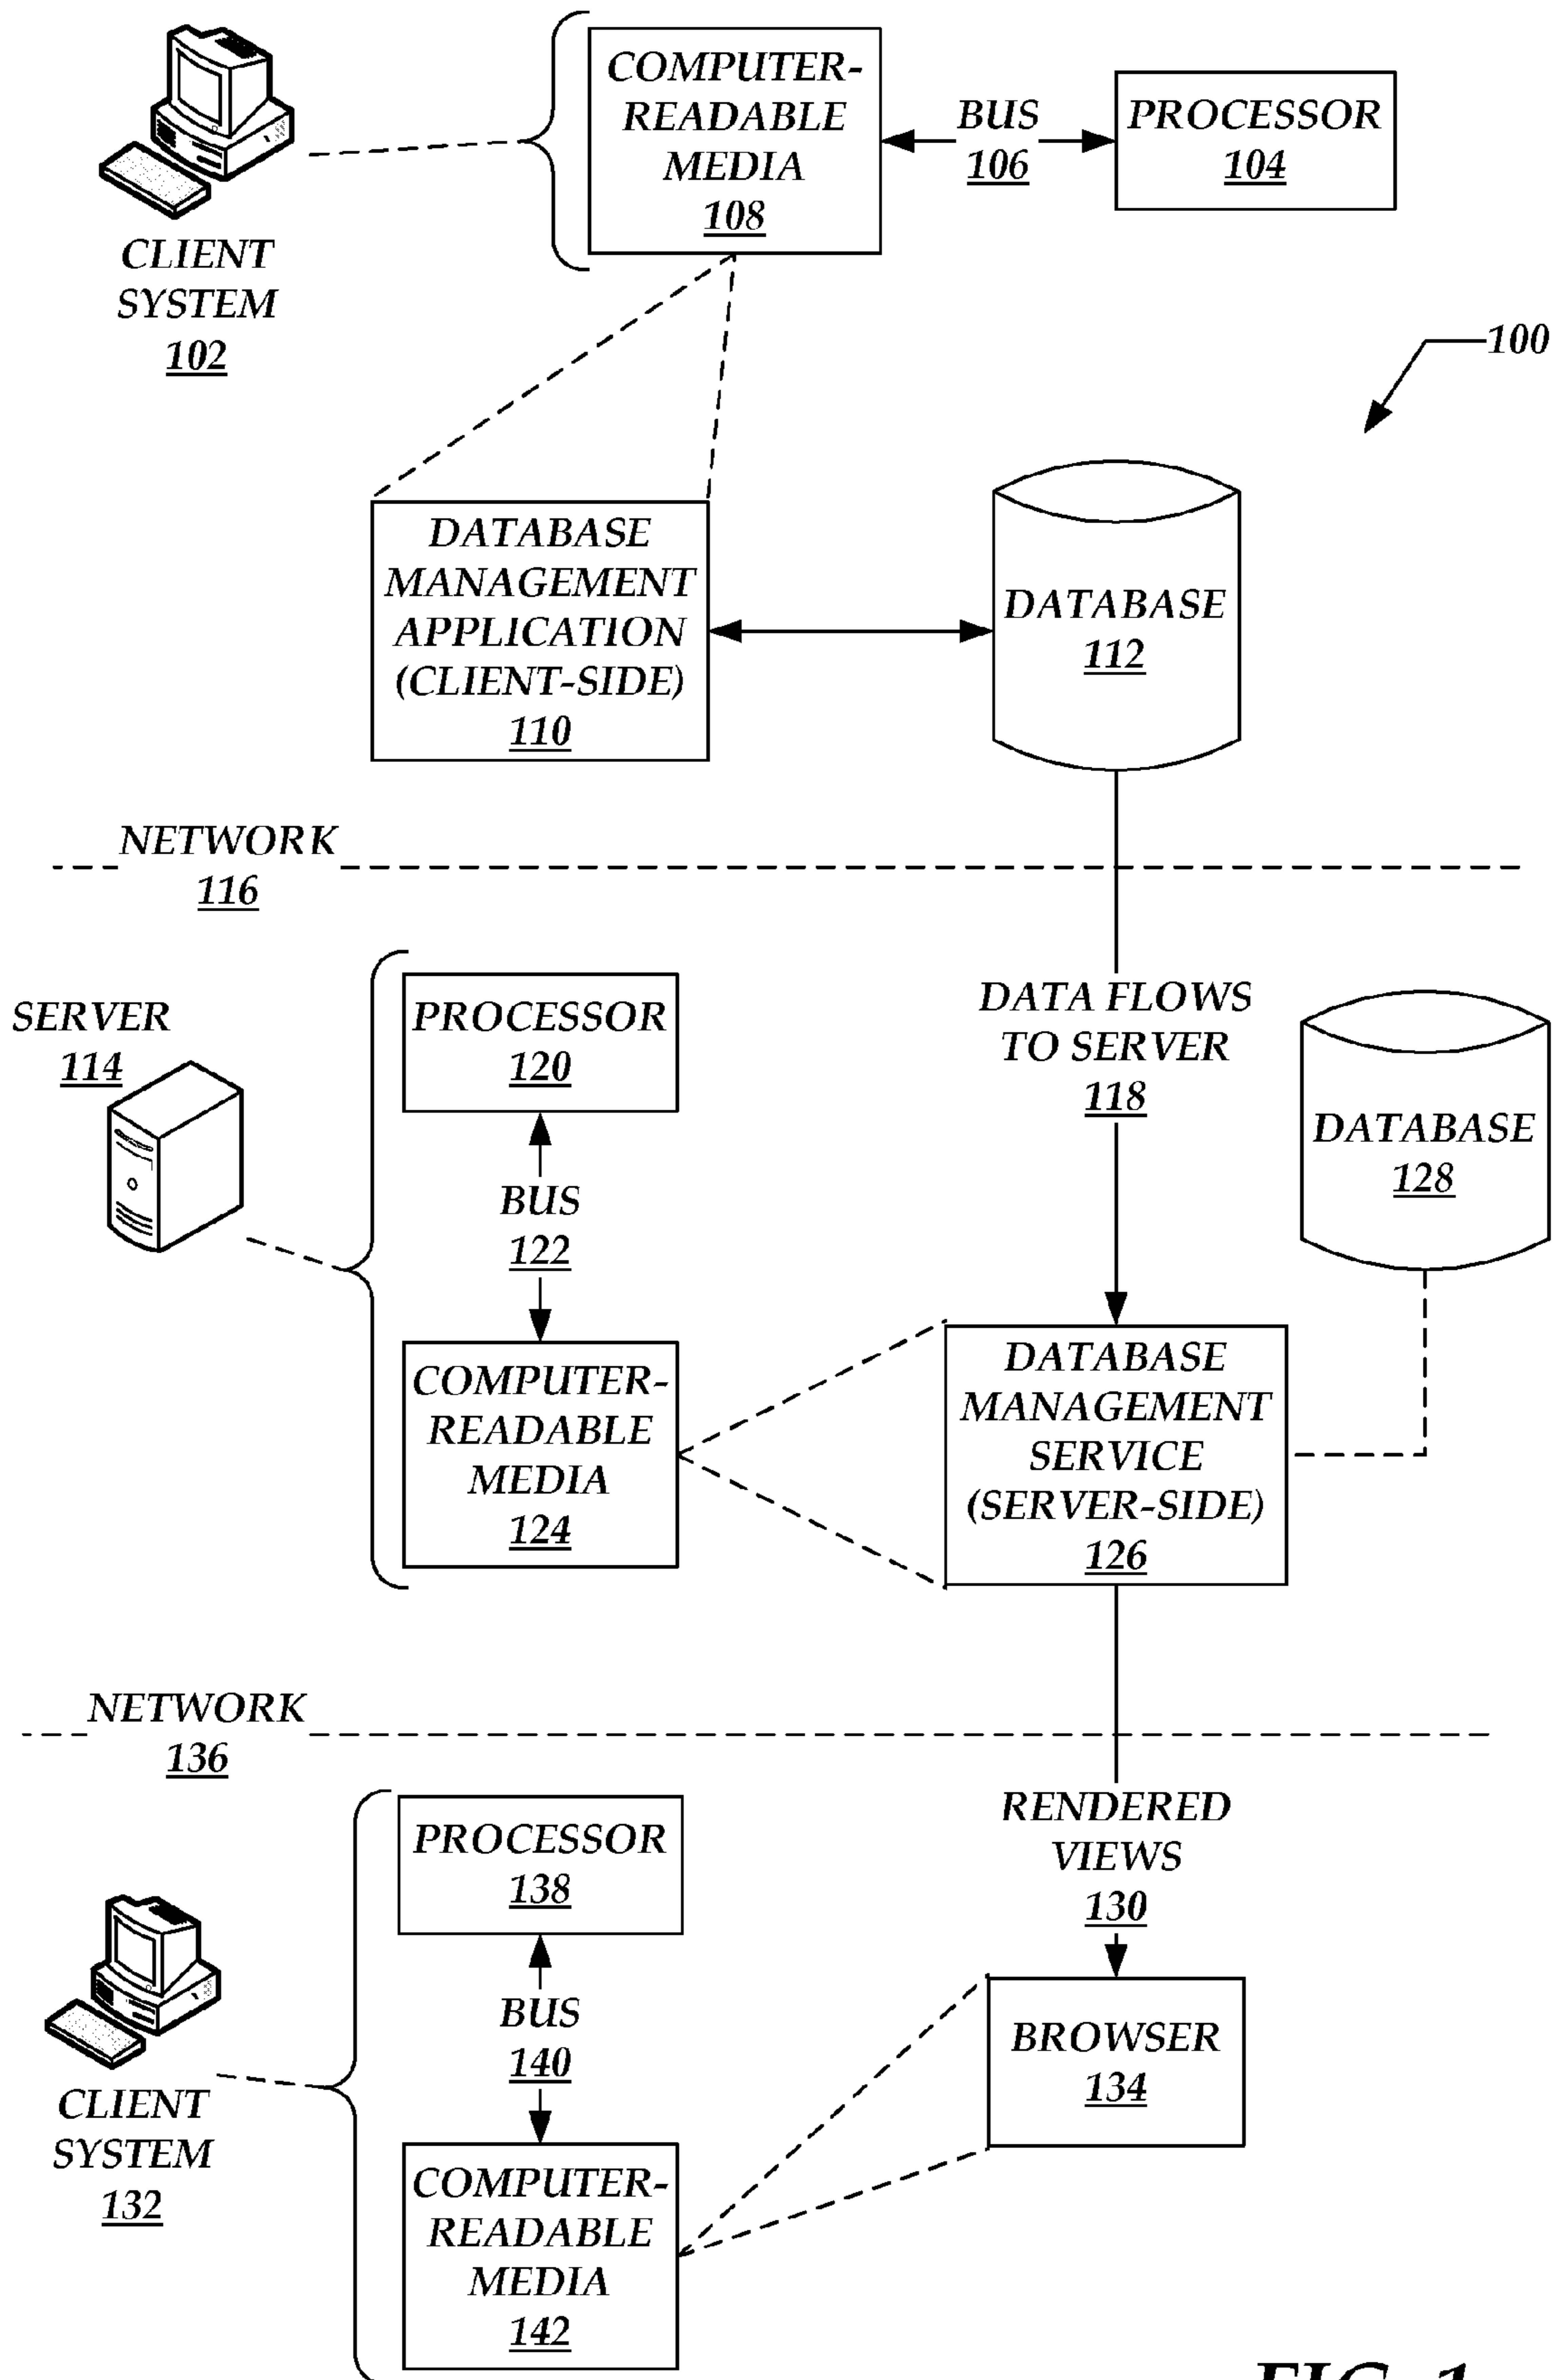 COMPUTER-
READABLE
MEDIA
108
BUS
106
PROCESSOR
104
CLIENT
SYSTEM
102
100
DATABASE
MANAGEMENT
APPLICATION
(CLIENT-SIDE)
110
DATABASE
112
NETWORK
116
SERVER
114
PROCESSOR
120
BUS
122
COMPUTER-
READABLE
MEDIA
124
DATA FLOWS
TO SERVER
118
DATABASE
128
DATABASE
MANAGEMENT
SERVICE
(SERVER-SIDE)
126
NETWORK
136
RENDERED
VIEWS
130
PROCESSOR
138
BUS
140
CLIENT
SYSTEM
132
COMPUTER-
READABLE
MEDIA
142
BROWSER
134
FIG. 1